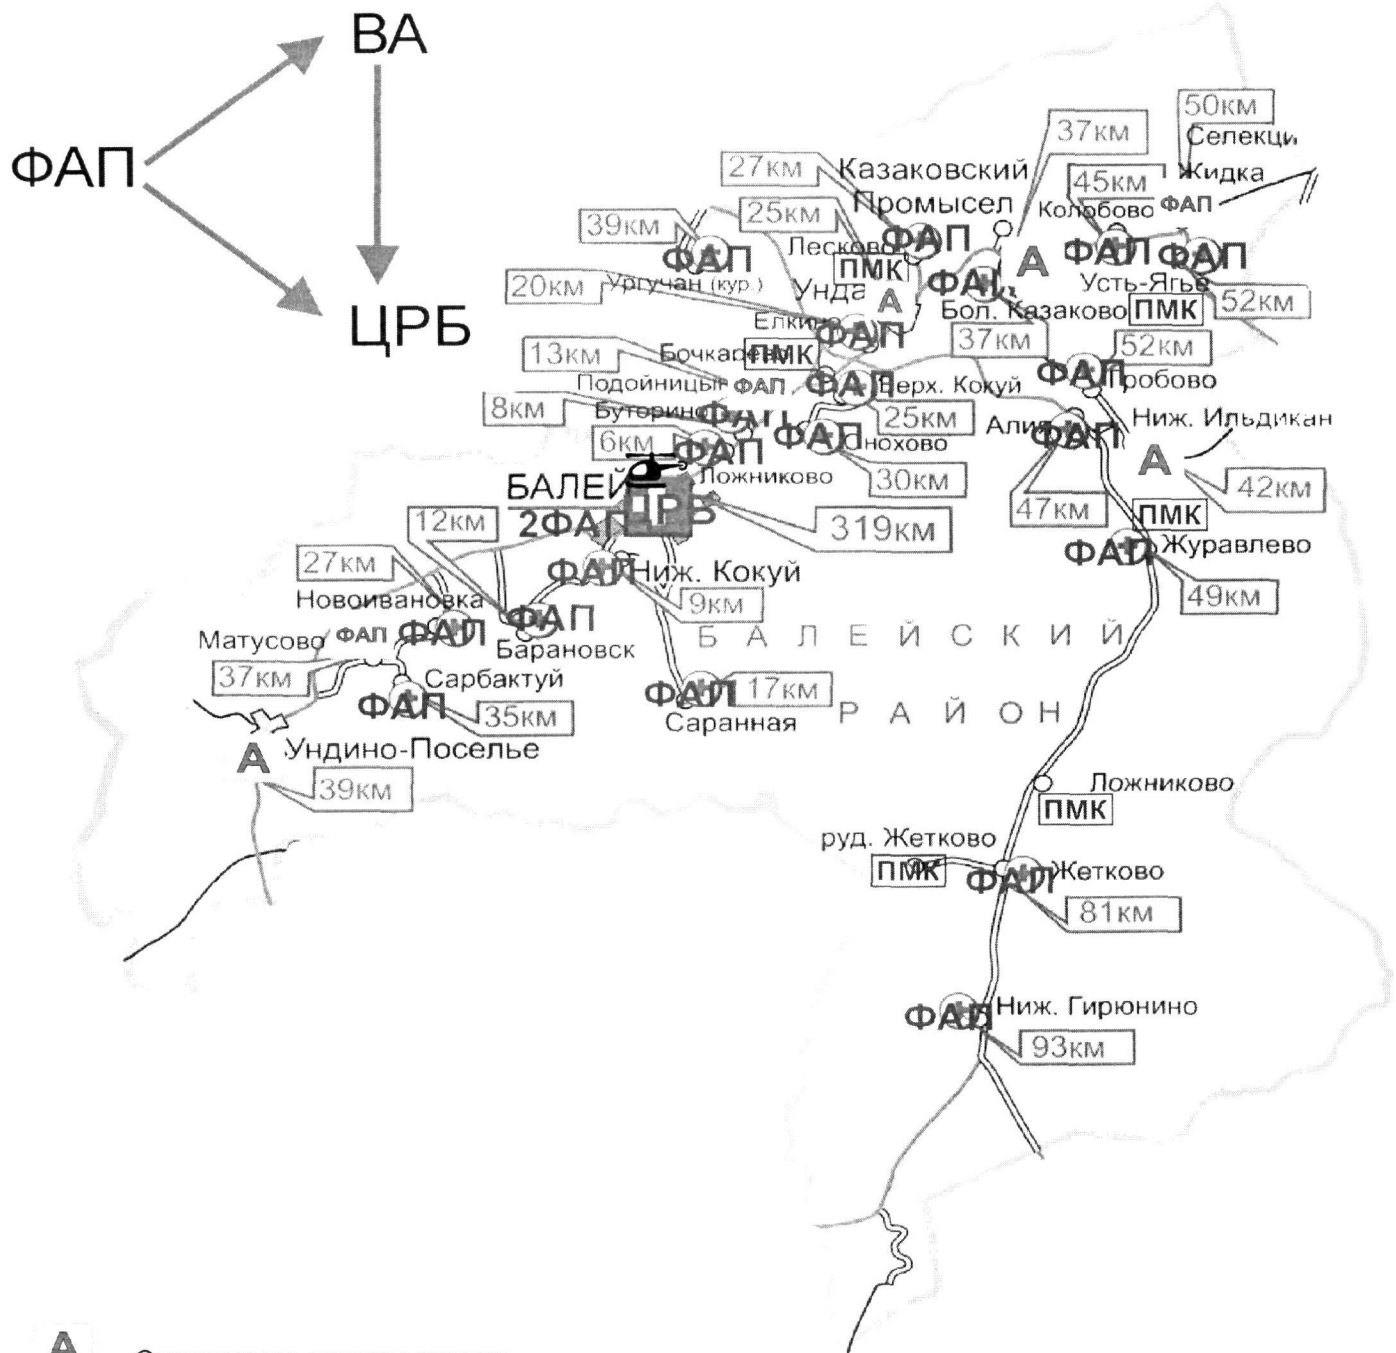 ВА
ФАП
ЦРБ
50км
Селекци
37км
27км
Казаковский
Промысел
45км
Жидка
Колобово
ФАП
25км
39км
Лесково
ФАП
ФАП
ПМК
ФАП
А
ФАП
ФАП
20км
Ургучан (кур.)
Унда
А
Усть-Ягье
52км
Бол. Казаково
ПМК
Елкино
ФАП
13км
ПМК
37км
52км
Подойницын
ФАП
ФАП
Верх. Кокуй
ФАП
8км
Буторино
ФАП
25км
Алия
ФАП
Ниж. Ильдикан
6км
ФАП
ФАП
Онохово
А
БАЛЕЙ
Ложниково
30км
42км
ЦРБ
2ФАП
12км
319км
47км
ПМК
27км
ФАП
Ниж. Кокуй
ФАП
Журавлево
Новоивановка
9км
49км
Матусово
ФАП
ФАП
ФАП
Барановск
БАЛЕЙСКИЙ
37км
Сарбактуй
ФАП
17км
ФАП
35км
Саранная
РАЙОН
А
Ундино-Поселье
39км
Ложниково
ПМК
руд. Жетково
ПМК
ФАП
Жетково
81км
ФАП
Ниж. Гирюнино
93км
А